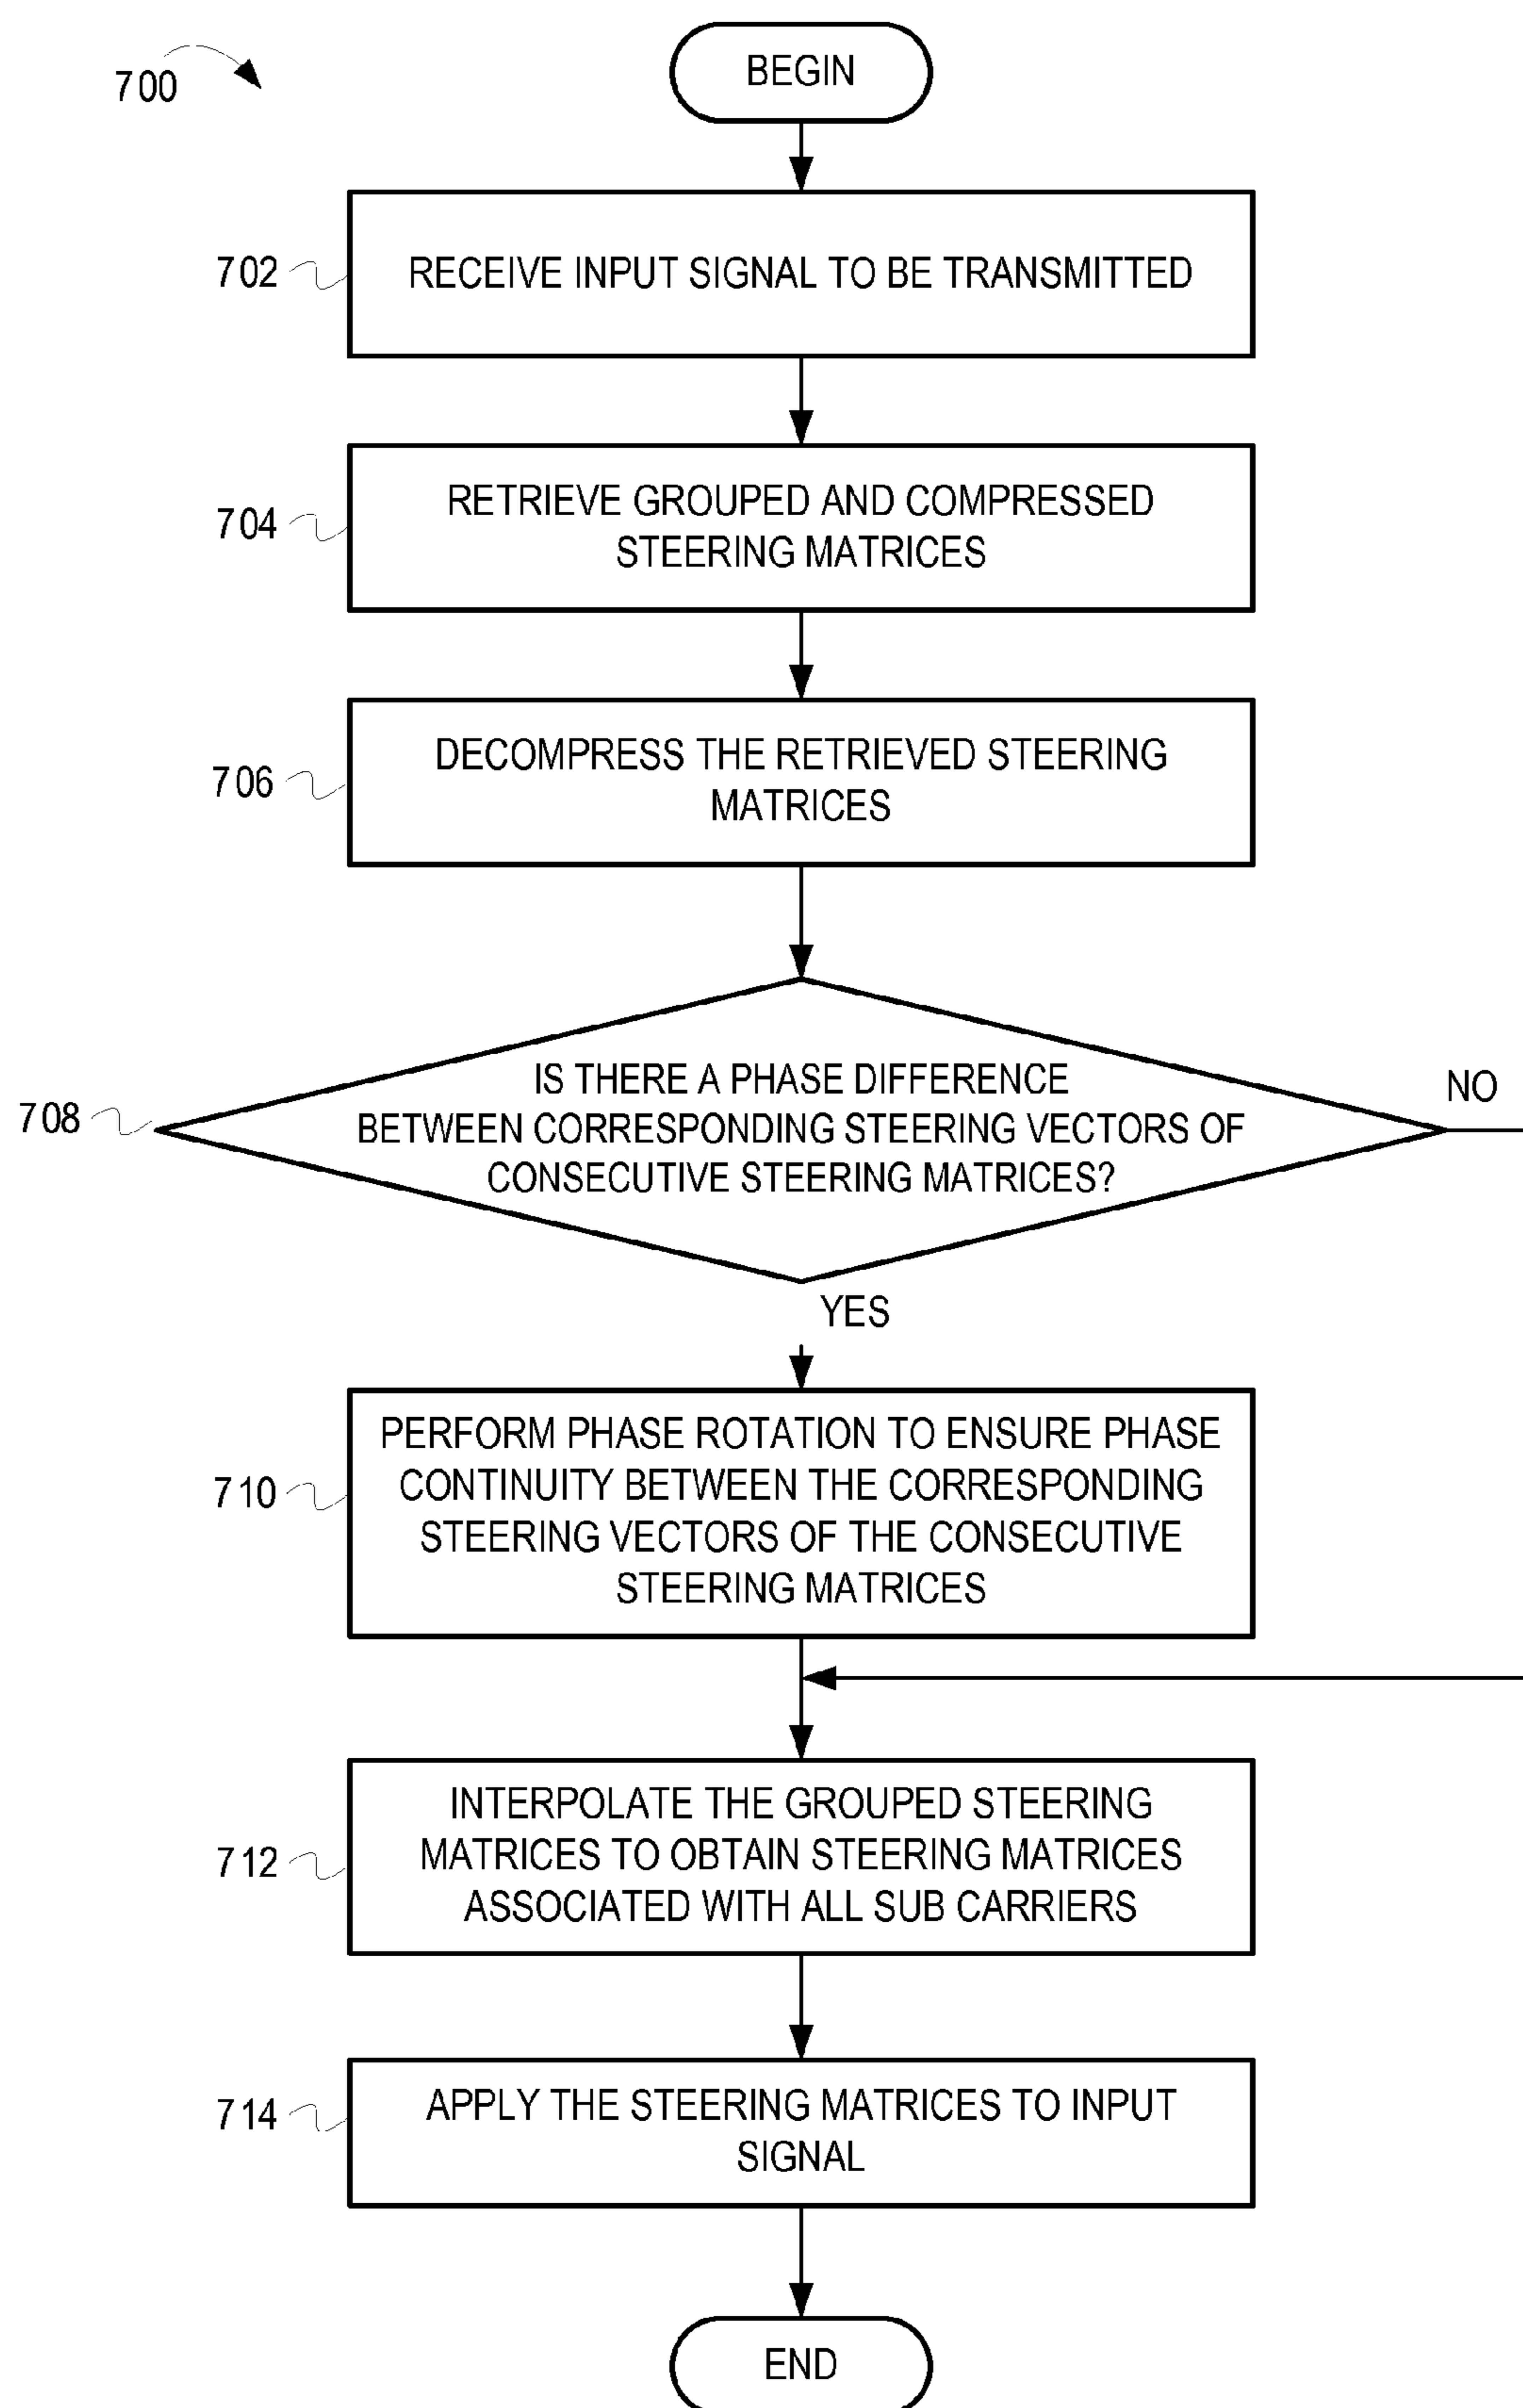 700
BEGIN
702
RECEIVE INPUT SIGNAL TO BE TRANSMITTED
704
RETRIEVE GROUPED AND COMPRESSED
STEERING MATRICES
706
DECOMPRESS THE RETRIEVED STEERING
MATRICES
708
IS THERE A PHASE DIFFERENCE
BETWEEN CORRESPONDING STEERING VECTORS OF
CONSECUTIVE STEERING MATRICES?
NO
YES
710
PERFORM PHASE ROTATION TO ENSURE PHASE
CONTINUITY BETWEEN THE CORRESPONDING
STEERING VECTORS OF THE CONSECUTIVE
STEERING MATRICES
712
INTERPOLATE THE GROUPED STEERING
MATRICES TO OBTAIN STEERING MATRICES
ASSOCIATED WITH ALL SUB CARRIERS
714
APPLY THE STEERING MATRICES TO INPUT
SIGNAL
END